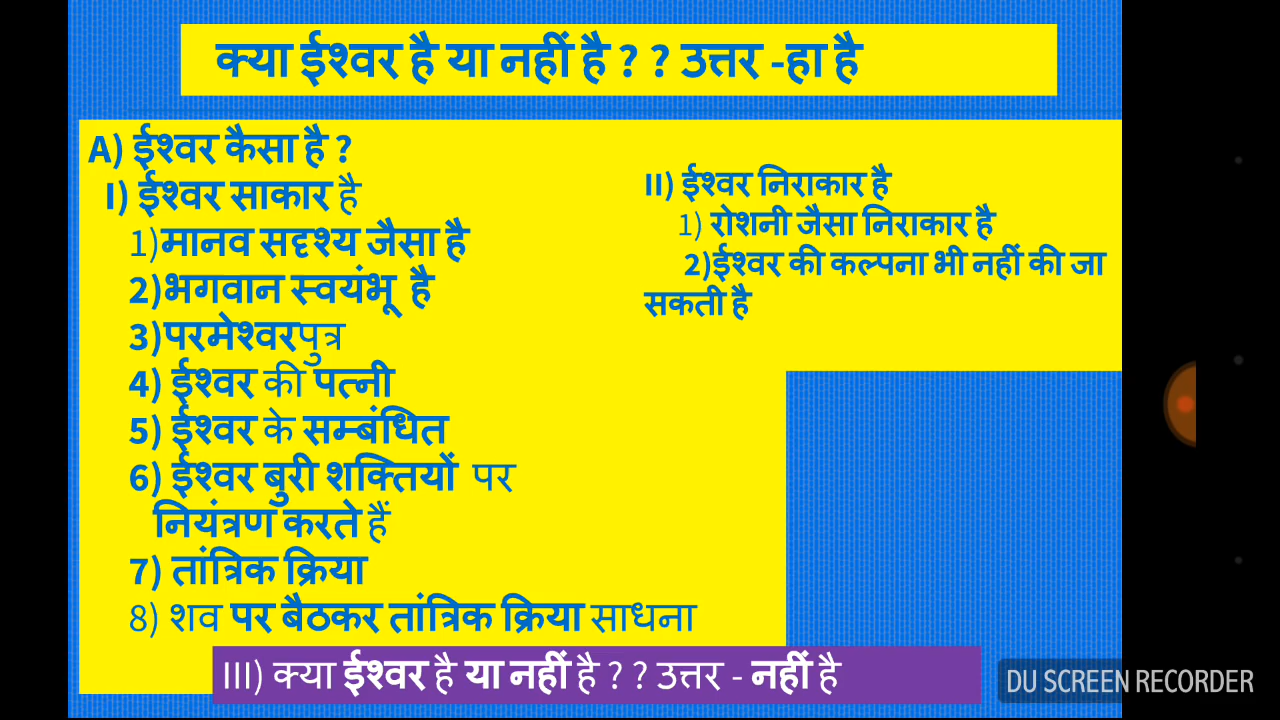 क्या ईश्वर है या नहीं है ? ? उत्तर -हा है
A) ईश्वर कैसा है ?
I) ईश्वर साकार है
1)मानव सदृश्य जैसा है
2)भगवान स्वयंभू है
3)परमेश्वरपुत्र
4) ईश्वर की पत्नी
5) ईश्वर के सम्बंधित
6) ईश्वर बुरी शक्तियों पर
नियंत्रण करते हैं
7) तांत्रिक क्रिया
8) शव पर बैठकर तांत्रिक क्रिया साधना
II) ईश्वर निराकार है
1) रोशनी जैसा निराकार है
2)ईश्वर की कल्पना भी नहीं की जा
सकती है
III) क्या ईश्वर है या नहीं है ? ? उत्तर - नहीं है
DU SCREEN RECORDER